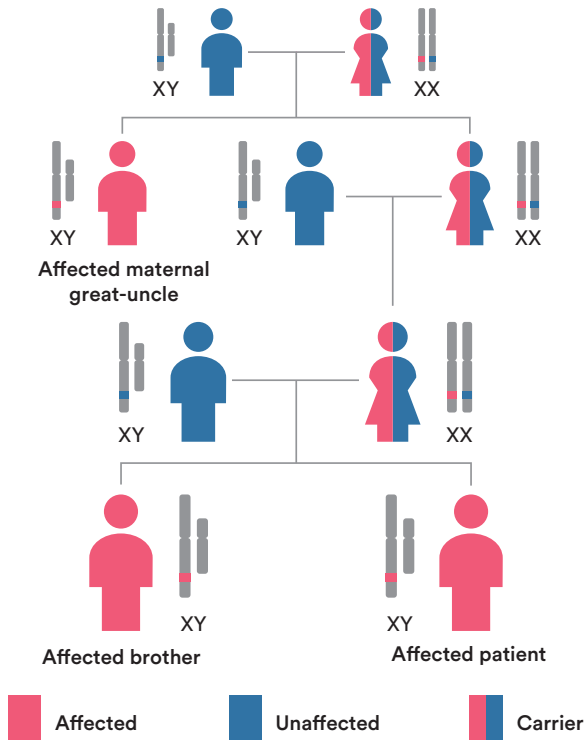 XY
XX
XY
XY
XX
Affected maternal
great-uncle
XY
XX
XY
XY
Affected brother
Affected patient
Affected
Unaffected
Carrier